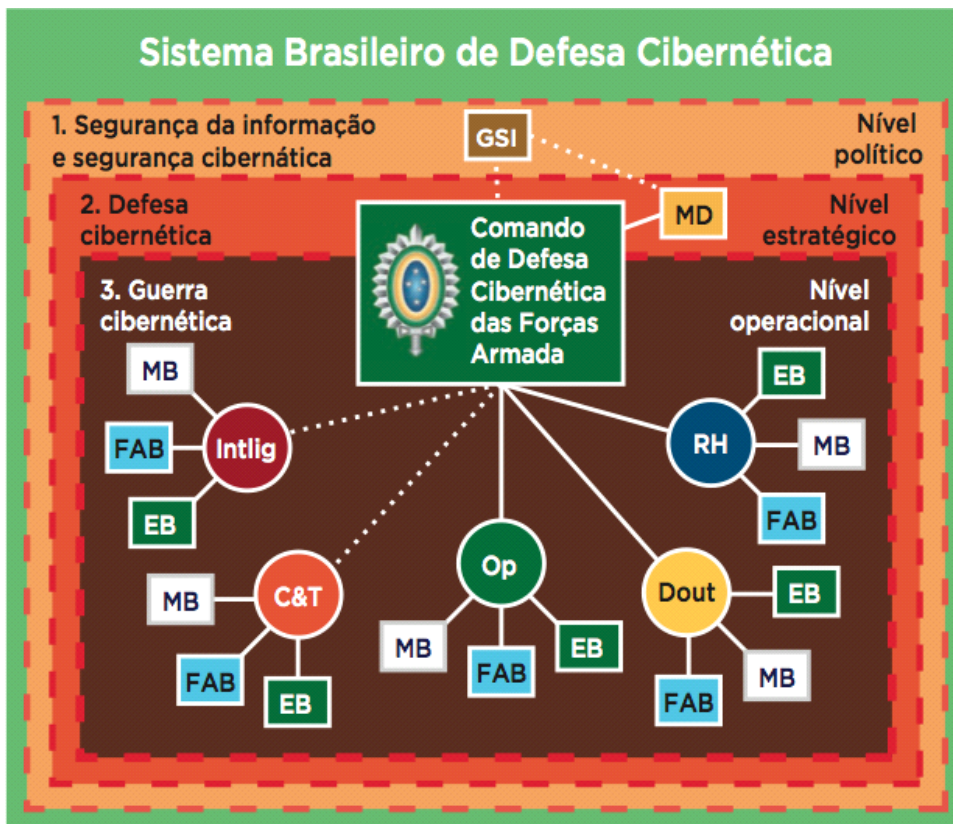 Sistema Brasileiro de Defesa Cibernética
1. Segurança da informação
e segurança cibernática
GSI
Nível
político
2. Defesa
cibernética
MD
Nível
estratégico
Comando
de Defesa
Cibernética
das Forças
Armada
3. Guerra
cibernética
Nível
operacional
MB
FAB
EB
Intlig
EB
MB
FAB
RH
MB
FAB
EB
C&T
Op
MB
FAB
EB
Dout
EB
MB
FAB